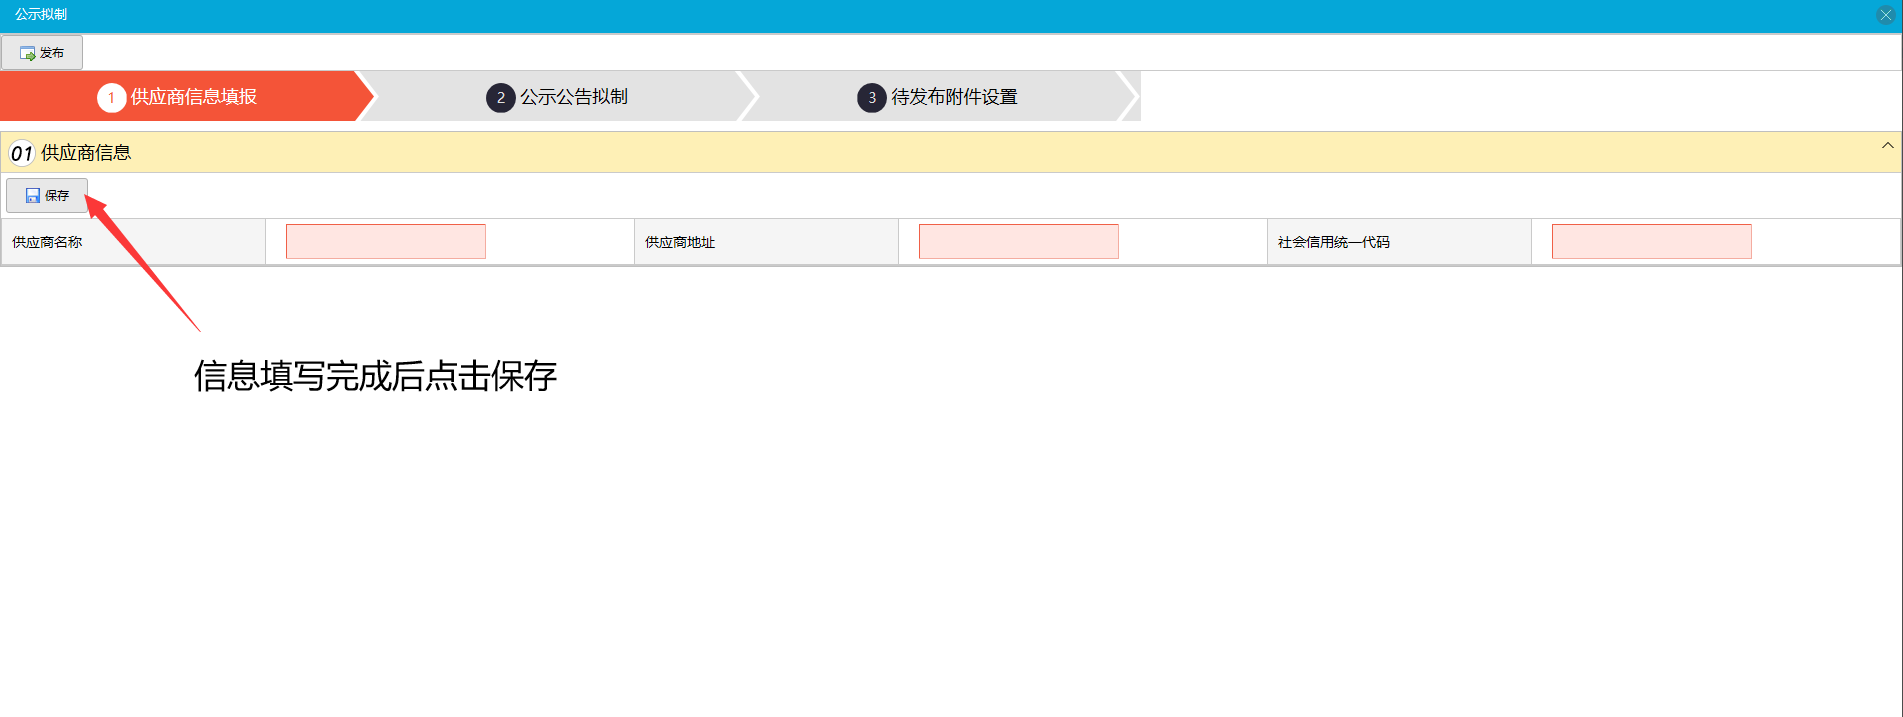 公示拟制
发布
1 供应商信息填报
2 公示公告拟制
3 待发布附件设置
01 供应商信息
保存
供应商名称
供应商地址
社会信用统一代码
信息填写完成后点击保存